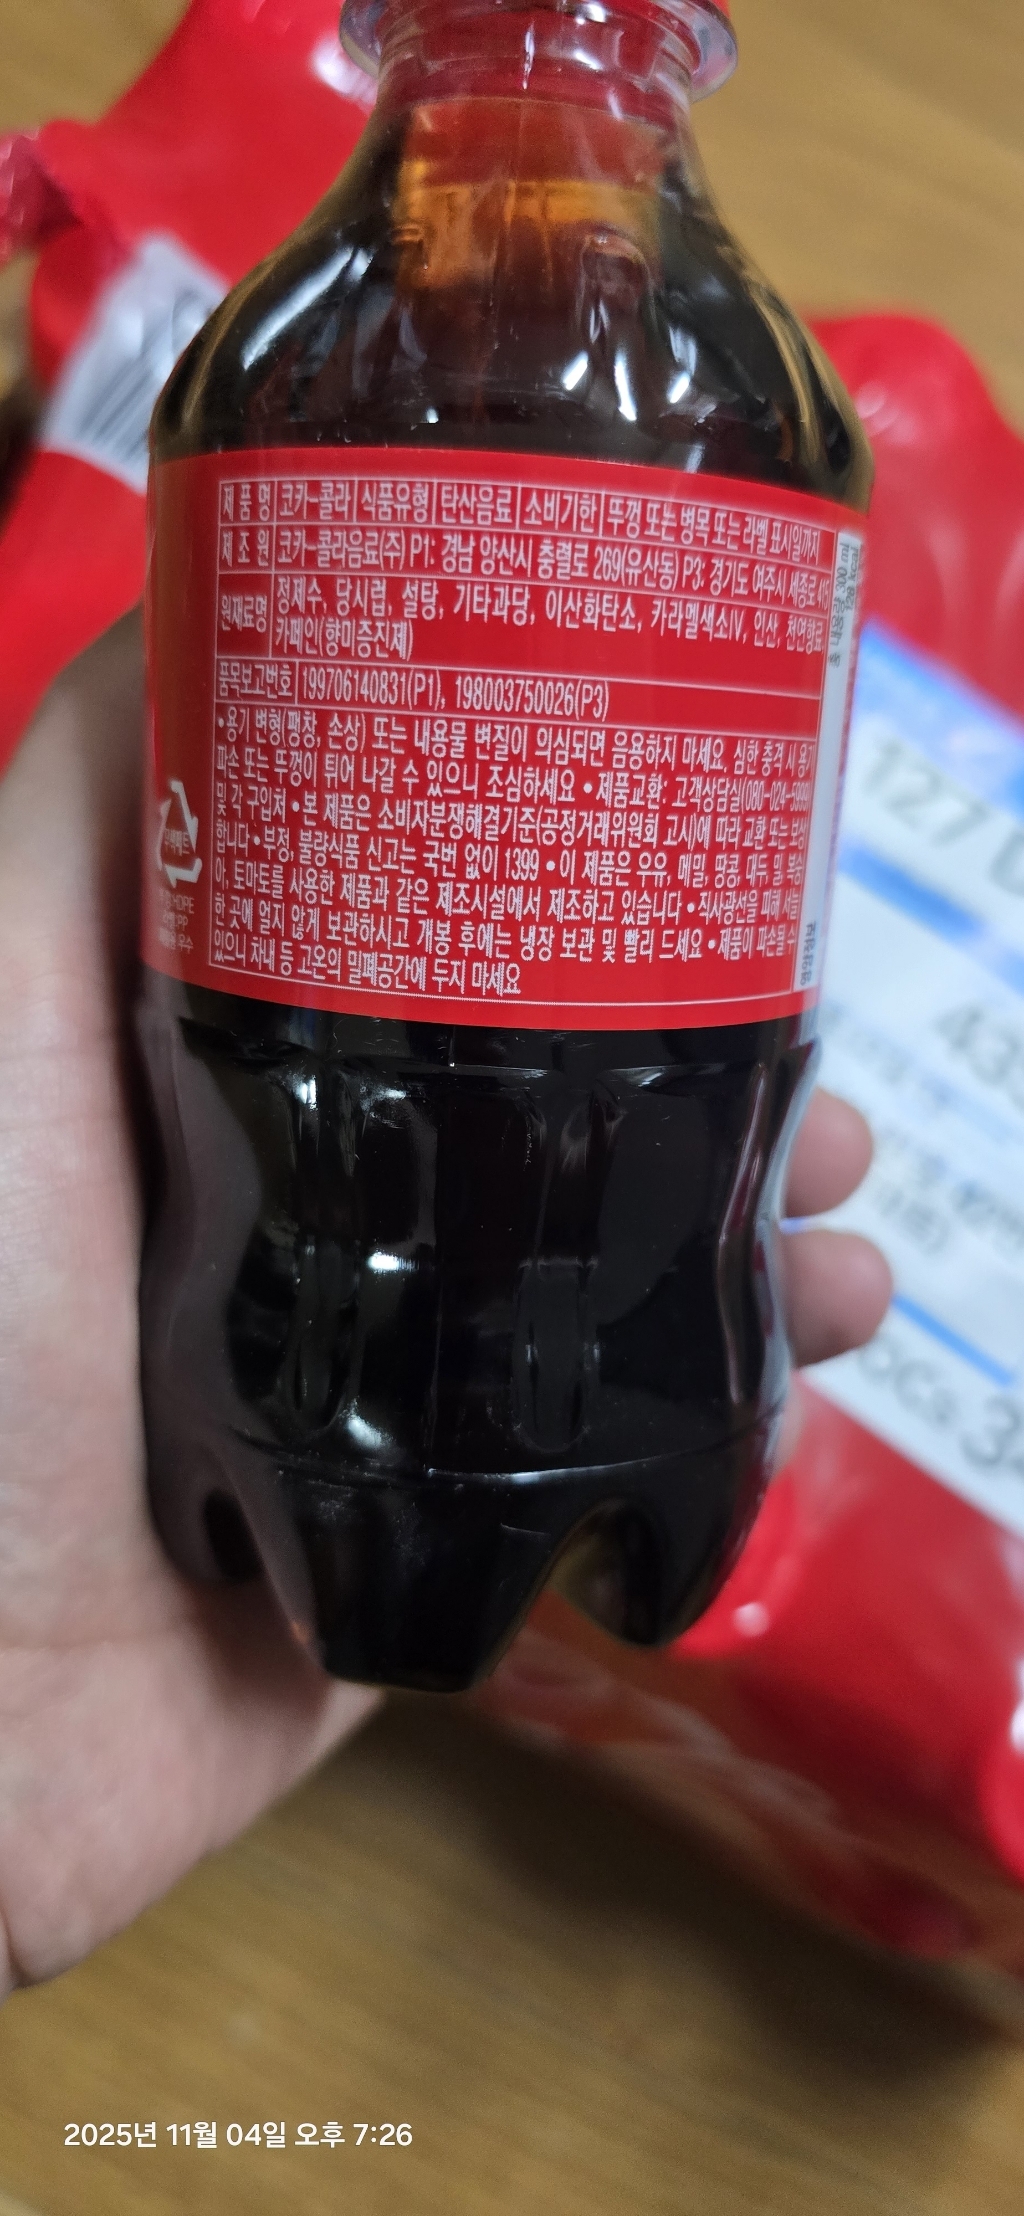 제 품 명 코카-콜라 식품유형 탄산음료 소비기한 뚜껑 또는 병목 또는 라벨 표시일까지
제 조 원 코카-콜라음료(주) P1: 경남 양산시 충렬로 269(유산동) P3: 경기도 여주시 세종로
원재료명 정제수, 당시럽, 설탕, 기타과당, 이산화탄소, 카라멜색소IV, 인산, 천연향료,
카페인(향미증진제)
품목보고번호 199706140831(P1), 198003750026(P3)
•용기 변형(팽창, 손상) 또는 내용물 변질이 의심되면 음용하지 마세요. 심한 충격 시 용기
파손 또는 뚜껑이 튀어 나갈 수 있으니 조심하세요 •제품교환: 고객상담실(080-024-5999)
및 각 구입처 •본 제품은 소비자분쟁해결기준(공정거래위원회 고시)에 따라 교환 또는 보상
합니다 •부정, 불량식품 신고는 국번 없이 1399 •이 제품은 우유, 메밀, 땅콩, 대두, 밀, 복숭
아, 토마토를 사용한 제품과 같은 제조시설에서 제조하고 있습니다 •직사광선을 피해 서늘
한 곳에 얼지 않게 보관하시고 개봉 후에는 냉장 보관 및 빨리 드세요 •제품이 파손될 수
있으니 차내 등 고온의 밀폐공간에 두지 마세요
총 내용량 300 ml
영양정보
HDPE
PP
우수
127
2025년 11월 04일 오후 7:26